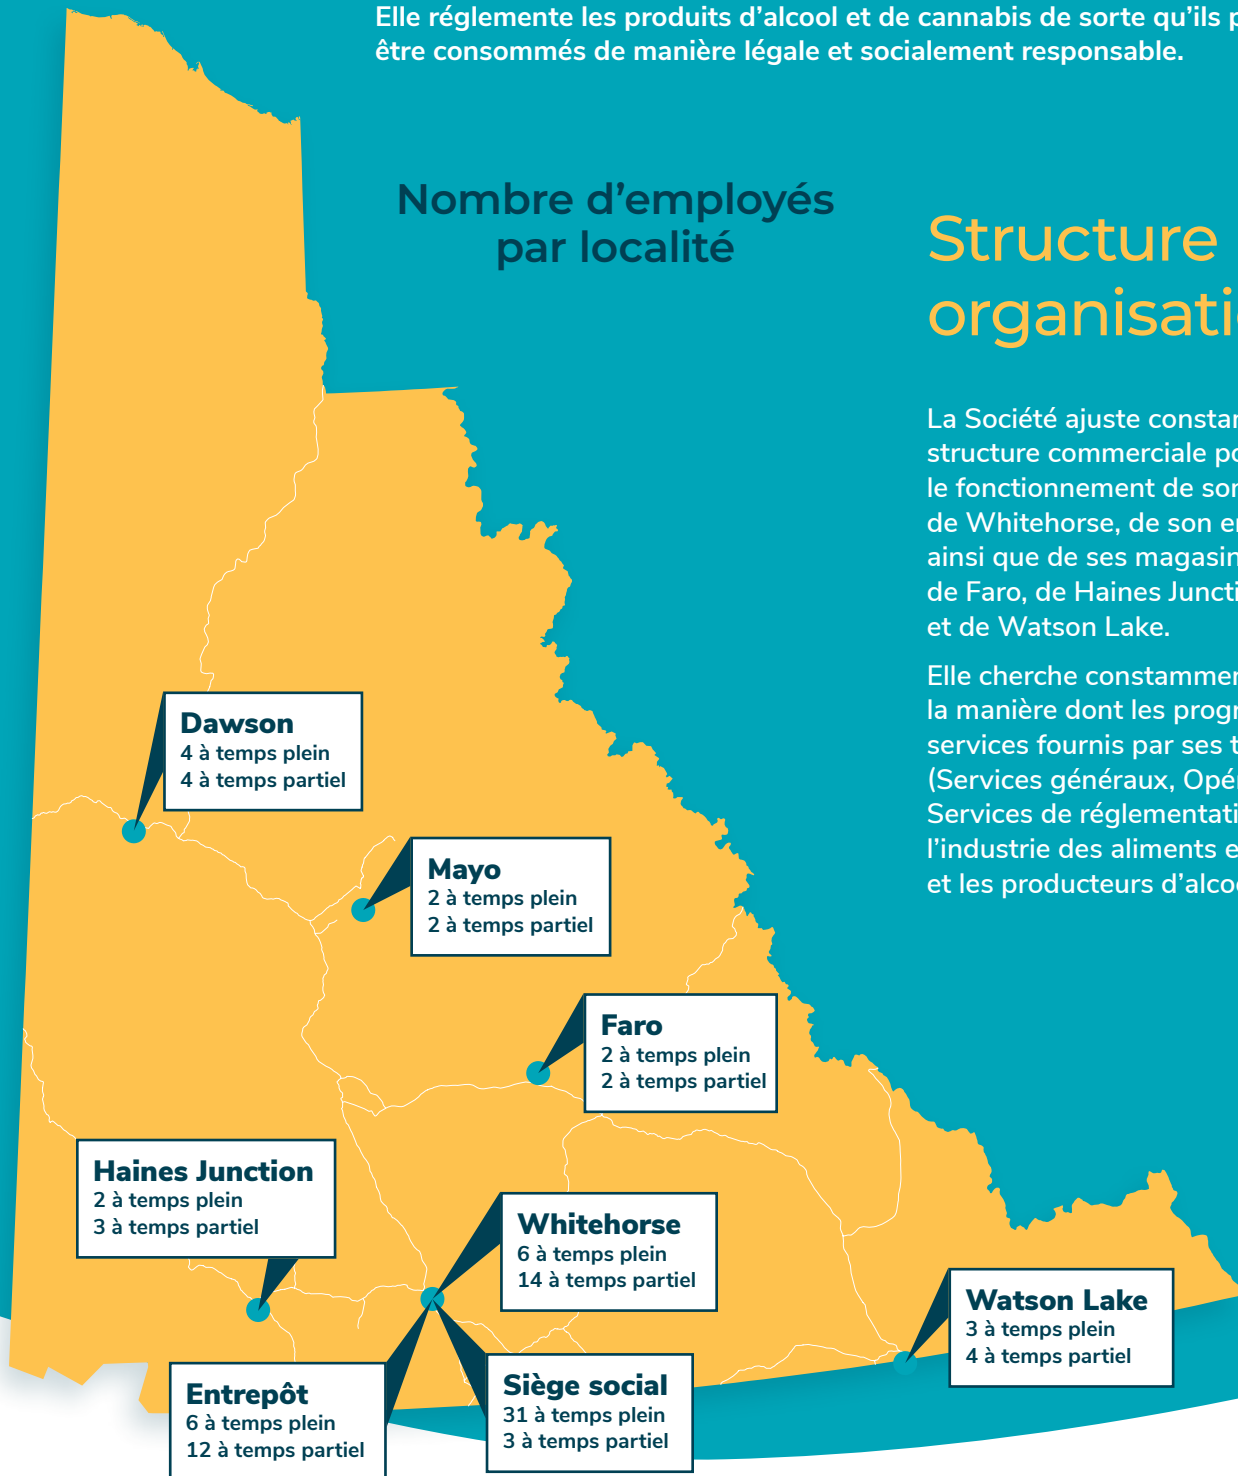 Elle réglemente les produits d’alcool et de cannabis de sorte qu’ils
être consommés de manière légale et socialement responsable.
Nombre d’employés
par localité
Structure
La Société ajuste
structure commerciale
le fonctionnement de
de Whitehorse, de son
ainsi que de ses
de Faro, de Haines
et de Watson Lake.
Elle cherche
la manière dont les
services fournis par ses
(Services généraux,
Services de
l’industrie des aliments
et les producteurs
Dawson
4 à temps plein
4 à temps partiel
Mayo
2 à temps plein
2 à temps partiel
Faro
2 à temps plein
2 à temps partiel
Haines Junction
2 à temps plein
3 à temps partiel
Whitehorse
6 à temps plein
14 à temps partiel
Watson Lake
3 à temps plein
4 à temps partiel
Entrepôt
6 à temps plein
12 à temps partiel
Siège social
31 à temps plein
3 à temps partiel